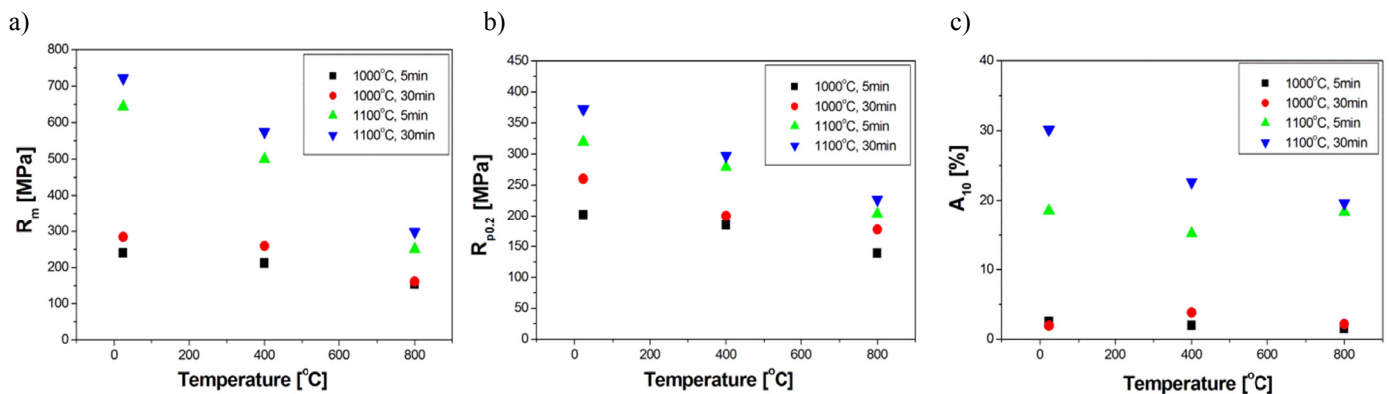 a)
800
700
600
500
400
300
200
100
0
R_m [MPa]
1000°C, 5min
1000°C, 30min
1100°C, 5min
1100°C, 30min
0 200 400 600 800
Temperature [°C]
b)
450
400
350
300
250
200
150
100
50
0
R_p0.2 [MPa]
1000°C, 5min
1000°C, 30min
1100°C, 5min
1100°C, 30min
0 200 400 600 800
Temperature [°C]
c)
40
30
20
10
0
A_10 [%]
1000°C, 5min
1000°C, 30min
1100°C, 5min
1100°C, 30min
0 200 400 600 800
Temperature [°C]